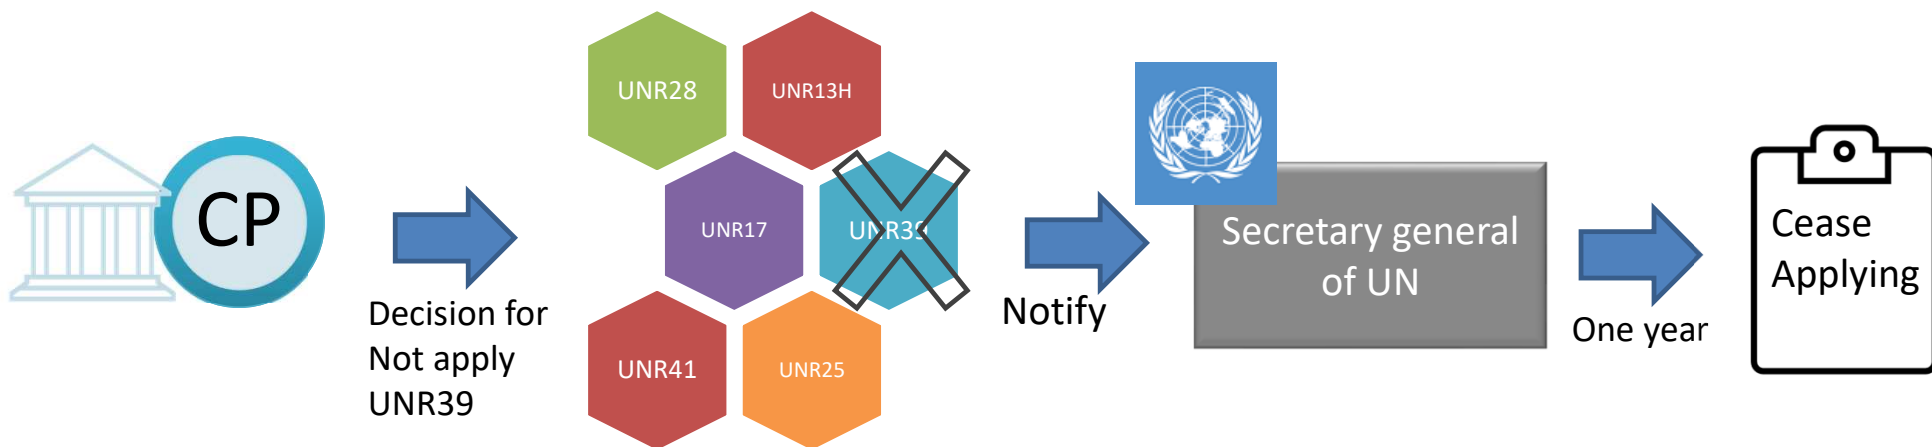 CP
Decision for
Not apply
UNR39
UNR28
UNR13H
UNR17
UNR39
UNR41
UNR25
Notify
Secretary general
of UN
One year
Cease
Applying